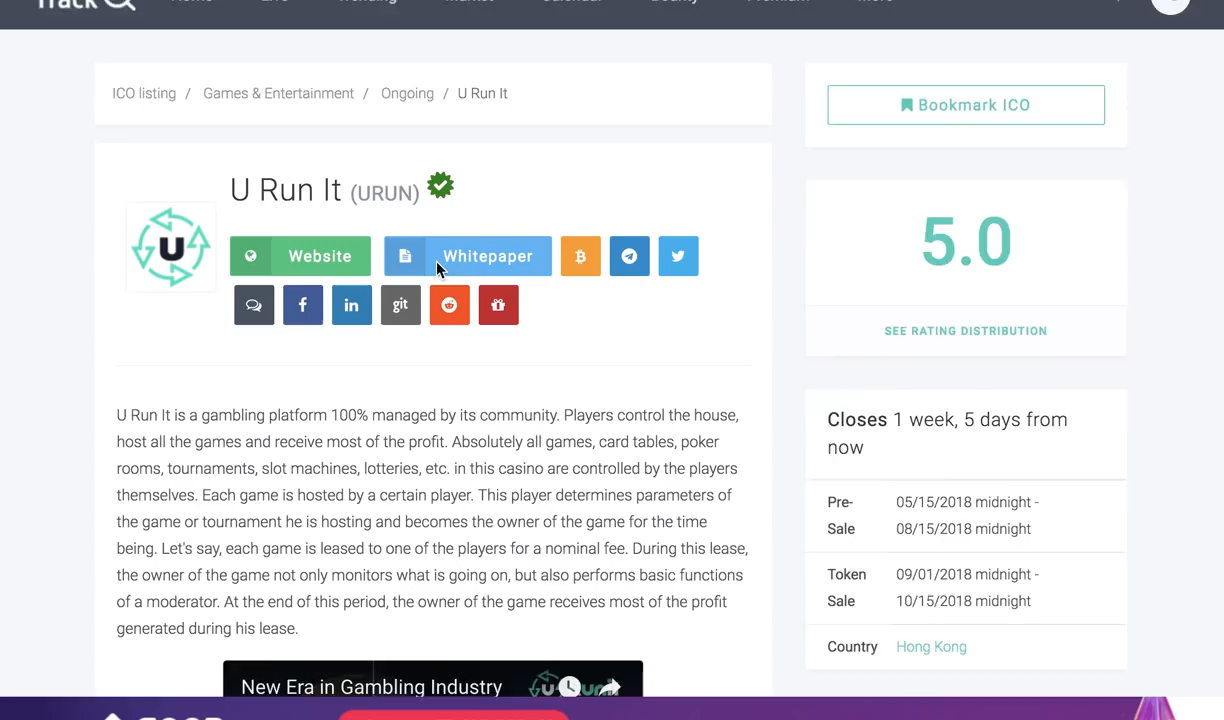 Track
ICO listing / Games & Entertainment / Ongoing / U Run It
Bookmark ICO
U Run It (URUN)
U
Website
Whitepaper
git
5.0
SEE RATING DISTRIBUTION
U Run It is a gambling platform 100% managed by its community. Players control the house,
host all the games and receive most of the profit. Absolutely all games, card tables, poker
rooms, tournaments, slot machines, lotteries, etc. in this casino are controlled by the players
themselves. Each game is hosted by a certain player. This player determines parameters of
the game or tournament he is hosting and becomes the owner of the game for the time
being. Let's say, each game is leased to one of the players for a nominal fee. During this lease,
the owner of the game not only monitors what is going on, but also performs basic functions
of a moderator. At the end of this period, the owner of the game receives most of the profit
generated during his lease.
Closes 1 week, 5 days from
now
Pre- 05/15/2018 midnight -
Sale 08/15/2018 midnight
Token 09/01/2018 midnight -
Sale 10/15/2018 midnight
Country Hong Kong
New Era in Gambling Industry